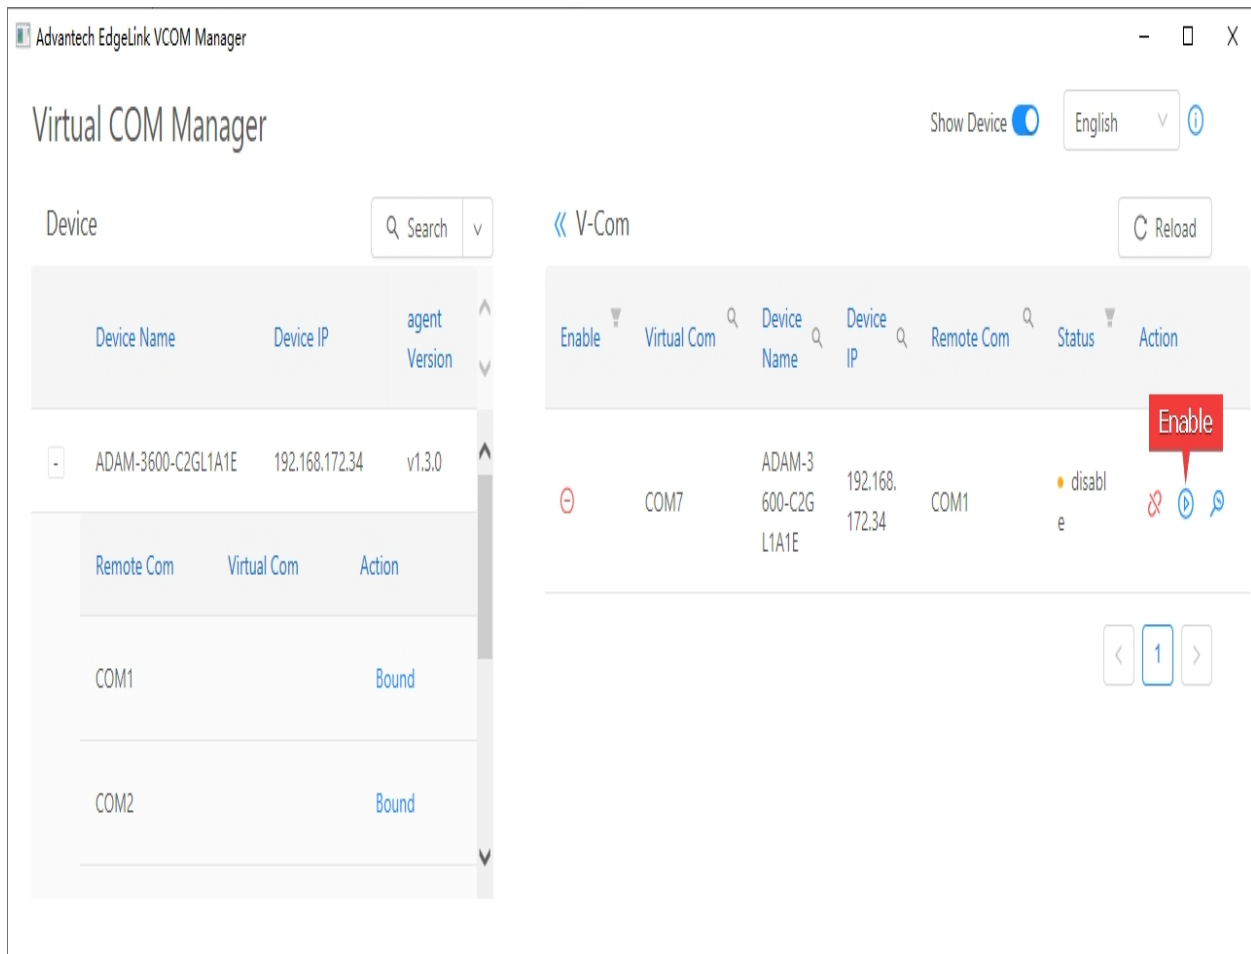 Advantech EdgeLink VCOM Manager
Virtual COM Manager
Show Device
English
Device
Search
V-Com
Reload
Device Name
Device IP
agent
Version
Enable
Virtual Com
Device
Name
Device
IP
Remote Com
Status
Action
Enable
-
ADAM-3600-C2GL1A1E
192.168.172.34
v1.3.0
COM7
ADAM-3
600-C2G
L1A1E
192.168.
172.34
COM1
disabl
e
Remote Com
Virtual Com
Action
COM1
Bound
COM2
Bound
1